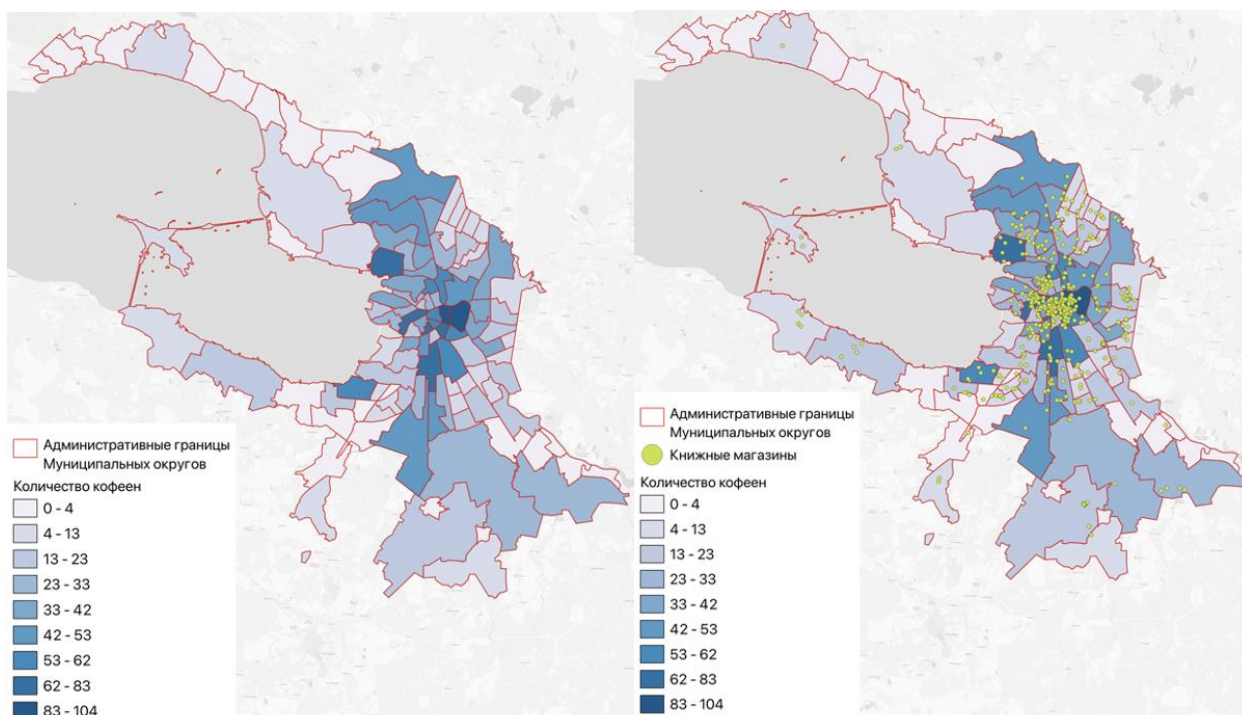 Административные границы
Муниципальных округов
Количество кофеен
0 - 4
4 - 13
13 - 23
23 - 33
33 - 42
42 - 53
53 - 62
62 - 83
83 - 104
Административные границы
Муниципальных округов
Книжные магазины
Количество кофеен
0 - 4
4 - 13
13 - 23
23 - 33
33 - 42
42 - 53
53 - 62
62 - 83
83 - 104